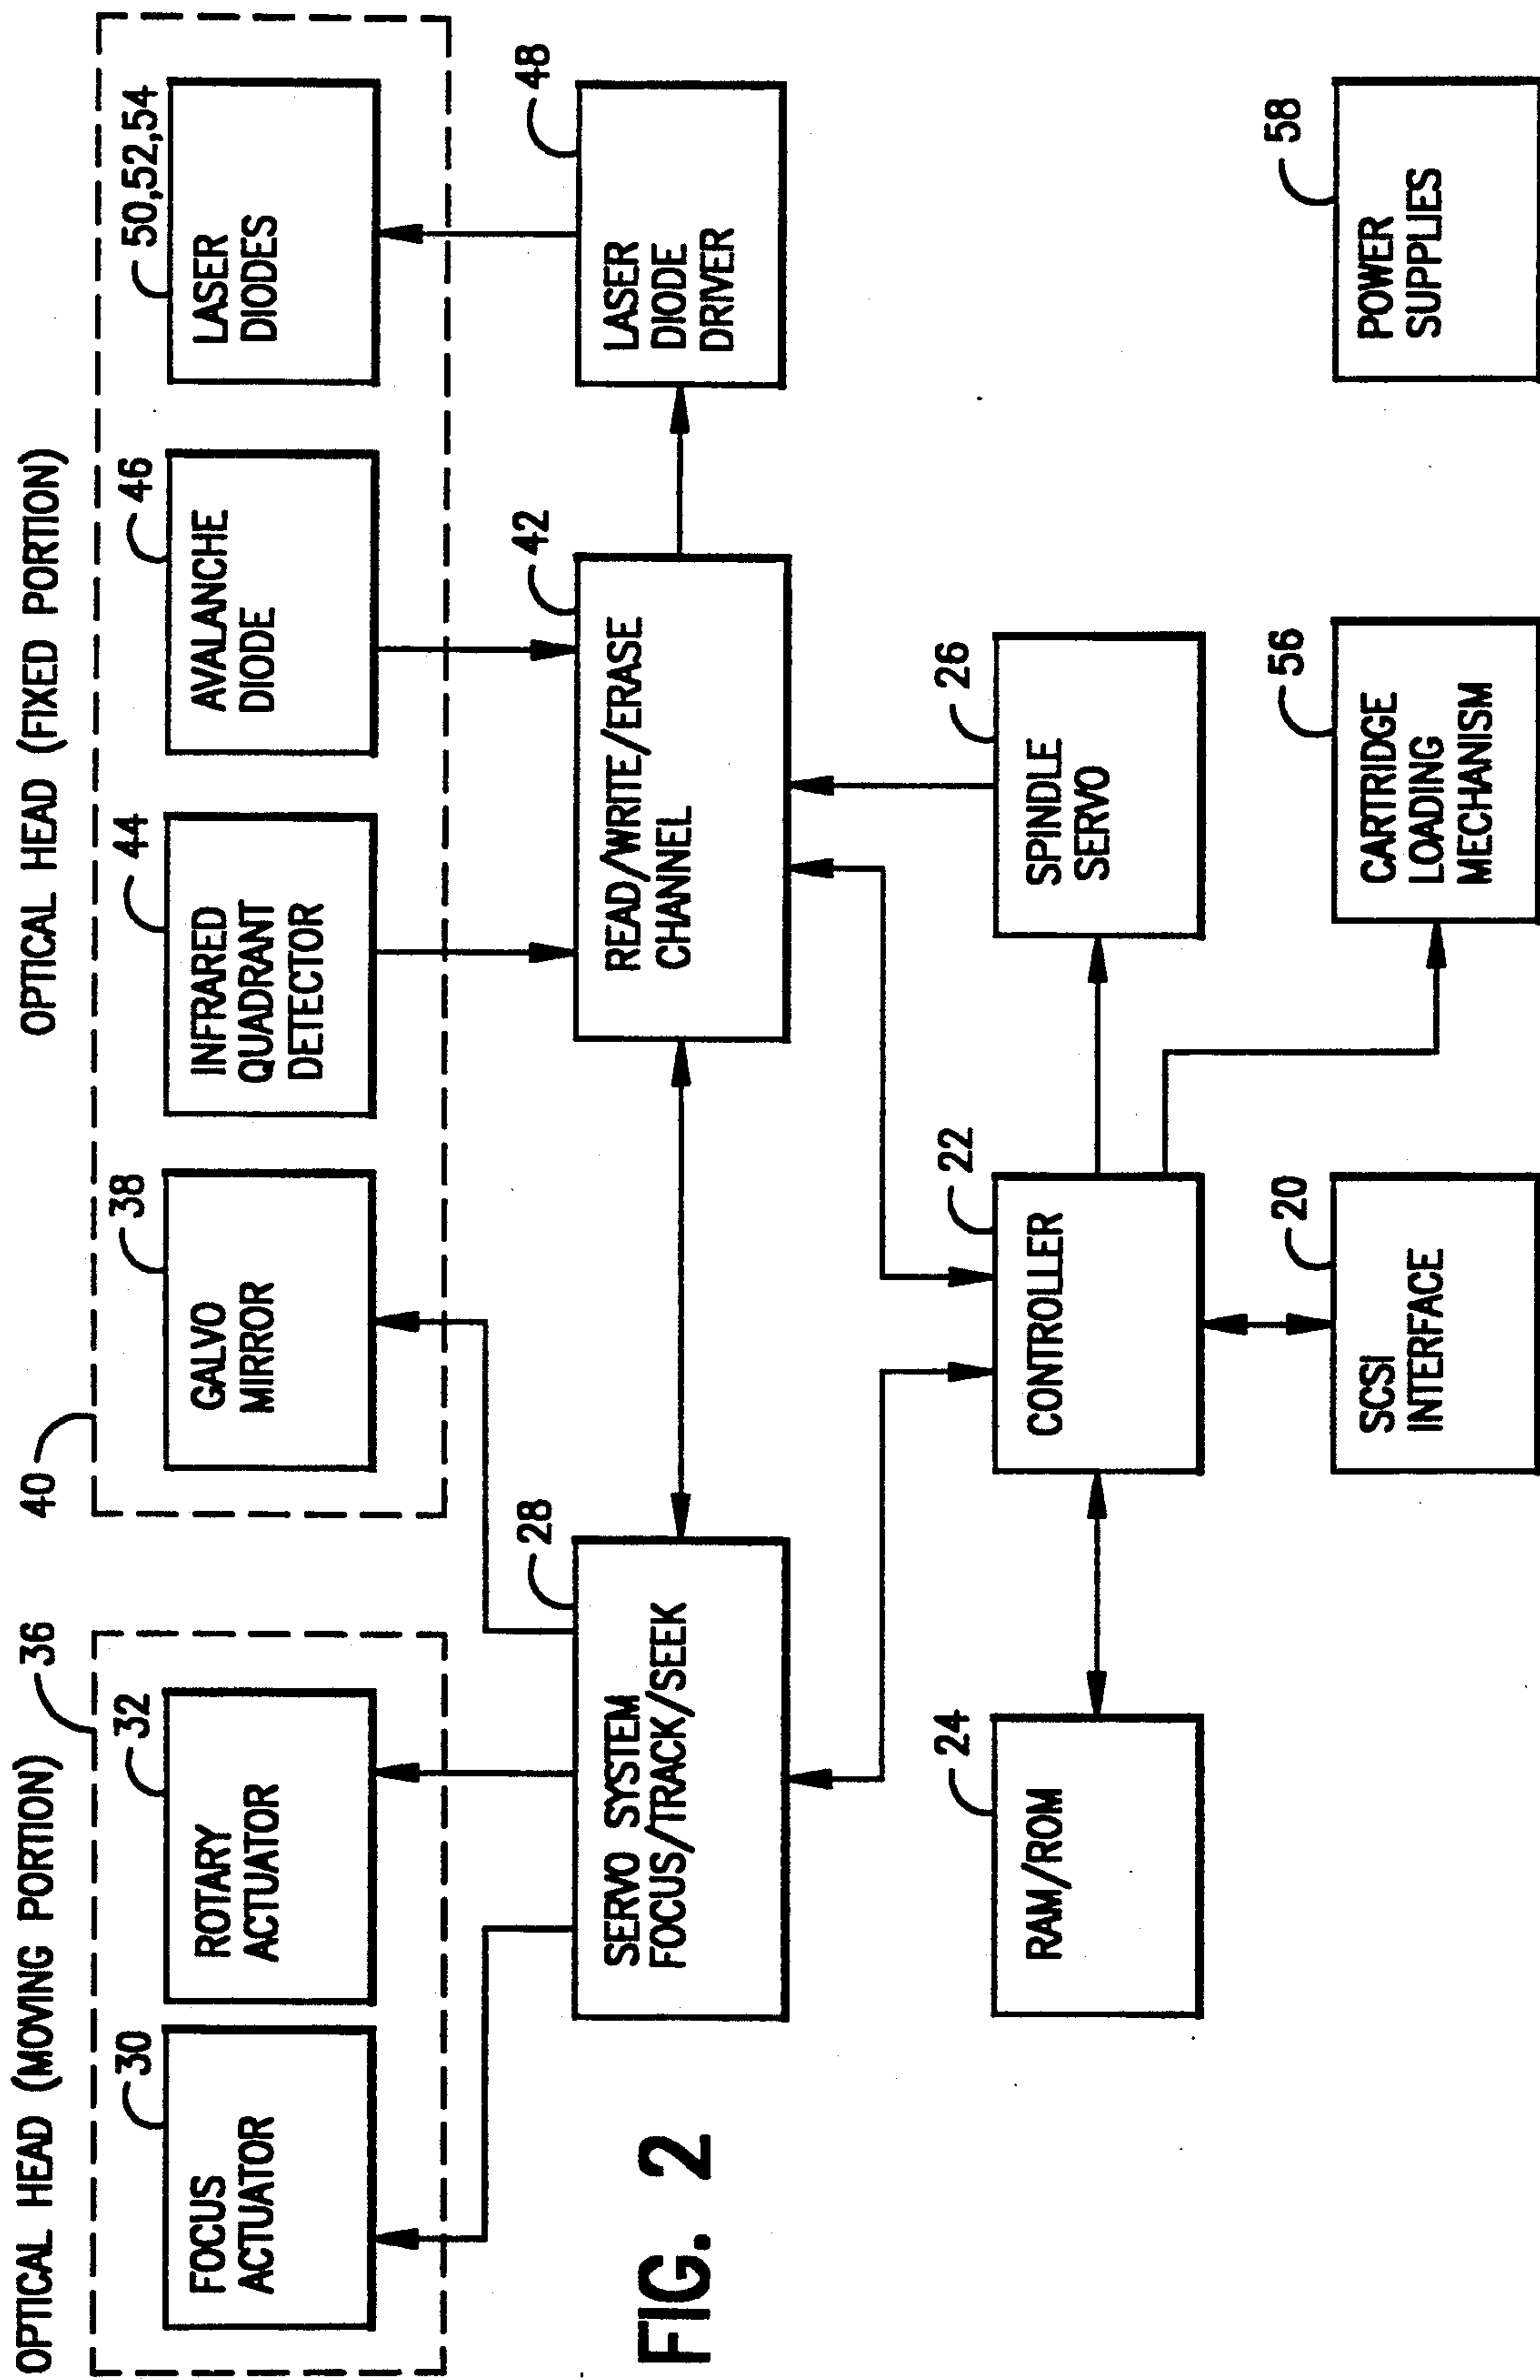 OPTICAL HEAD (MOVING PORTION)
36
40
OPTICAL HEAD (FIXED PORTION)
30
FOCUS
ACTUATOR
32
ROTARY
ACTUATOR
38
GALVO
MIRROR
44
INFRARED
QUADRANT
DETECTOR
46
AVALANCHE
DIODE
50,52,54
LASER
DIODES
28
SERVO SYSTEM
FOCUS/TRACK/SEEK
42
READ/WRITE/ERASE
CHANNEL
48
LASER
DIODE
DRIVER
24
RAM/ROM
22
CONTROLLER
26
SPINDLE
SERVO
20
SCSI
INTERFACE
56
CARTRIDGE
LOADING
MECHANISM
58
POWER
SUPPLIES
FIG. 2